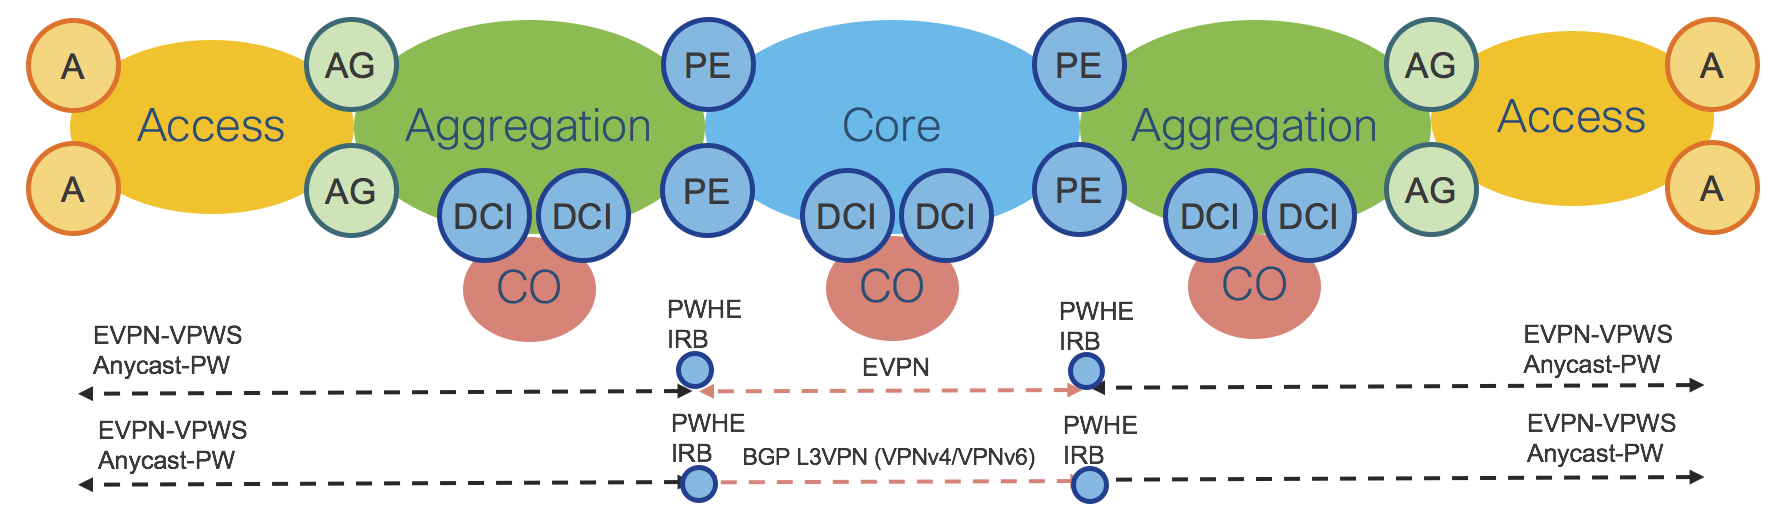 A
AG
PE
PE
AG
A
Access
Aggregation
Core
Aggregation
Access
A
AG
PE
PE
AG
A
DCI
DCI
DCI
DCI
DCI
DCI
CO
CO
CO
EVPN-VPWS
Anycast-PW
PWHE
IRB
EVPN
PWHE
IRB
EVPN-VPWS
Anycast-PW
EVPN-VPWS
Anycast-PW
PWHE
IRB
BGP L3VPN (VPNv4/VPNv6)
PWHE
IRB
EVPN-VPWS
Anycast-PW